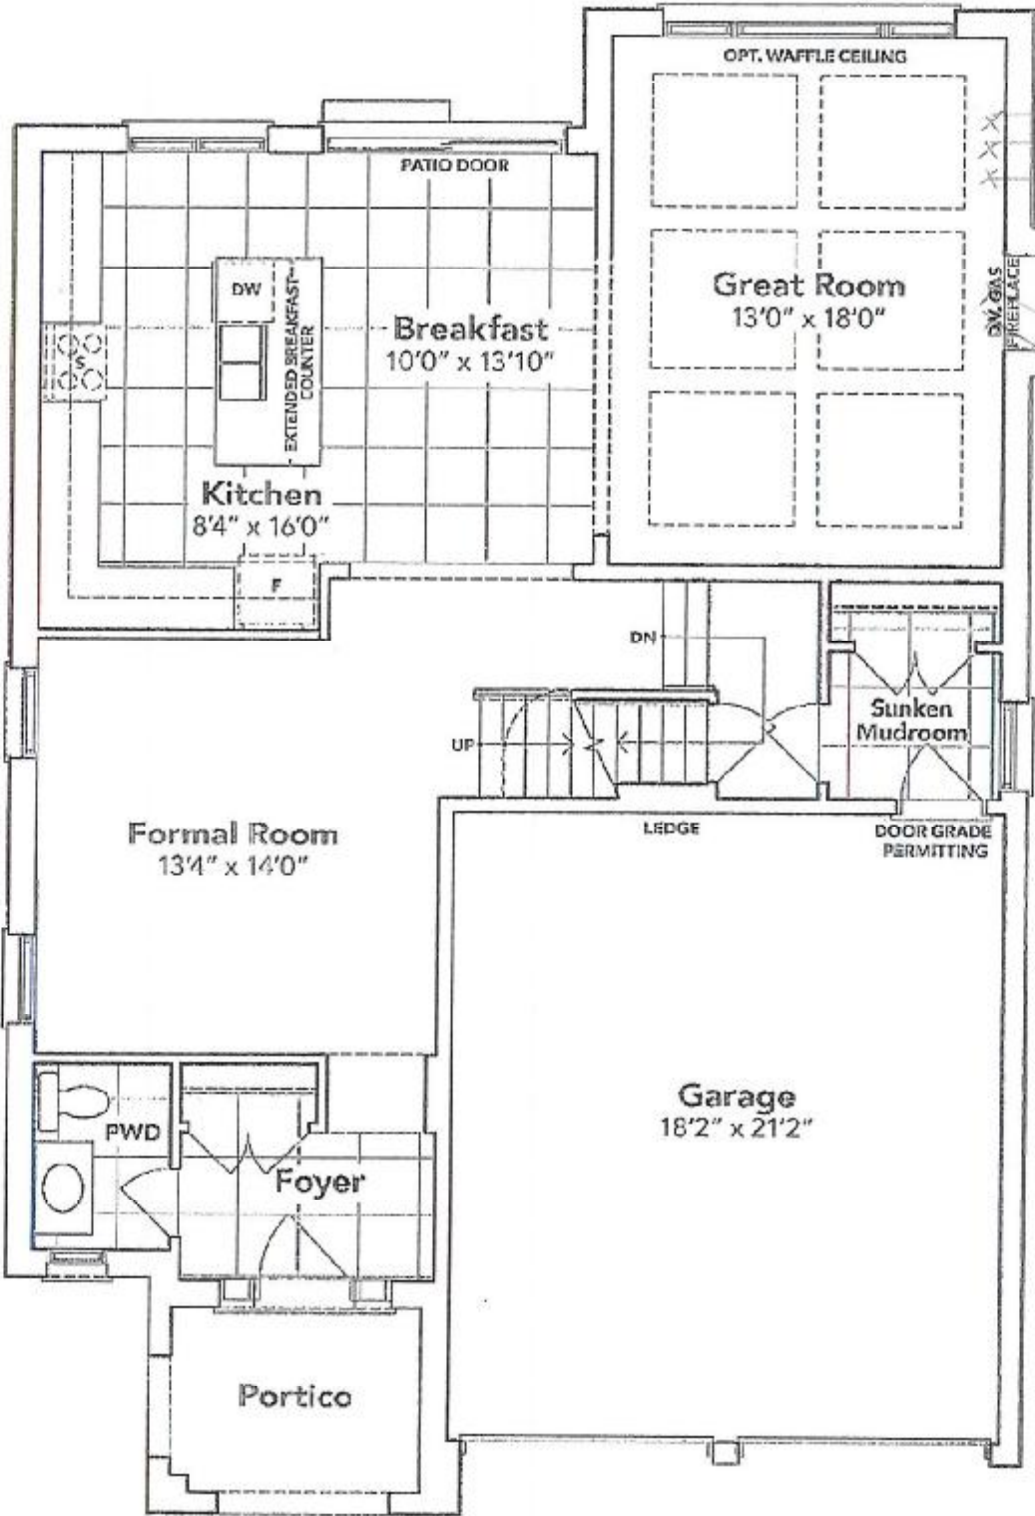 OPT. WAFFLE CEILING
PATIO DOOR
Great Room
13'0" x 18'0"
D.V. GAS
FIREPLACE
DW
EXTENDED BREAKFAST
COUNTER
Breakfast
10'0" x 13'10"
S
Kitchen
8'4" x 16'0"
F
DN
UP
Sunken
Mudroom
LEDGE
DOOR GRADE
PERMITTING
Formal Room
13'4" x 14'0"
PWD
Foyer
Garage
18'2" x 21'2"
Portico